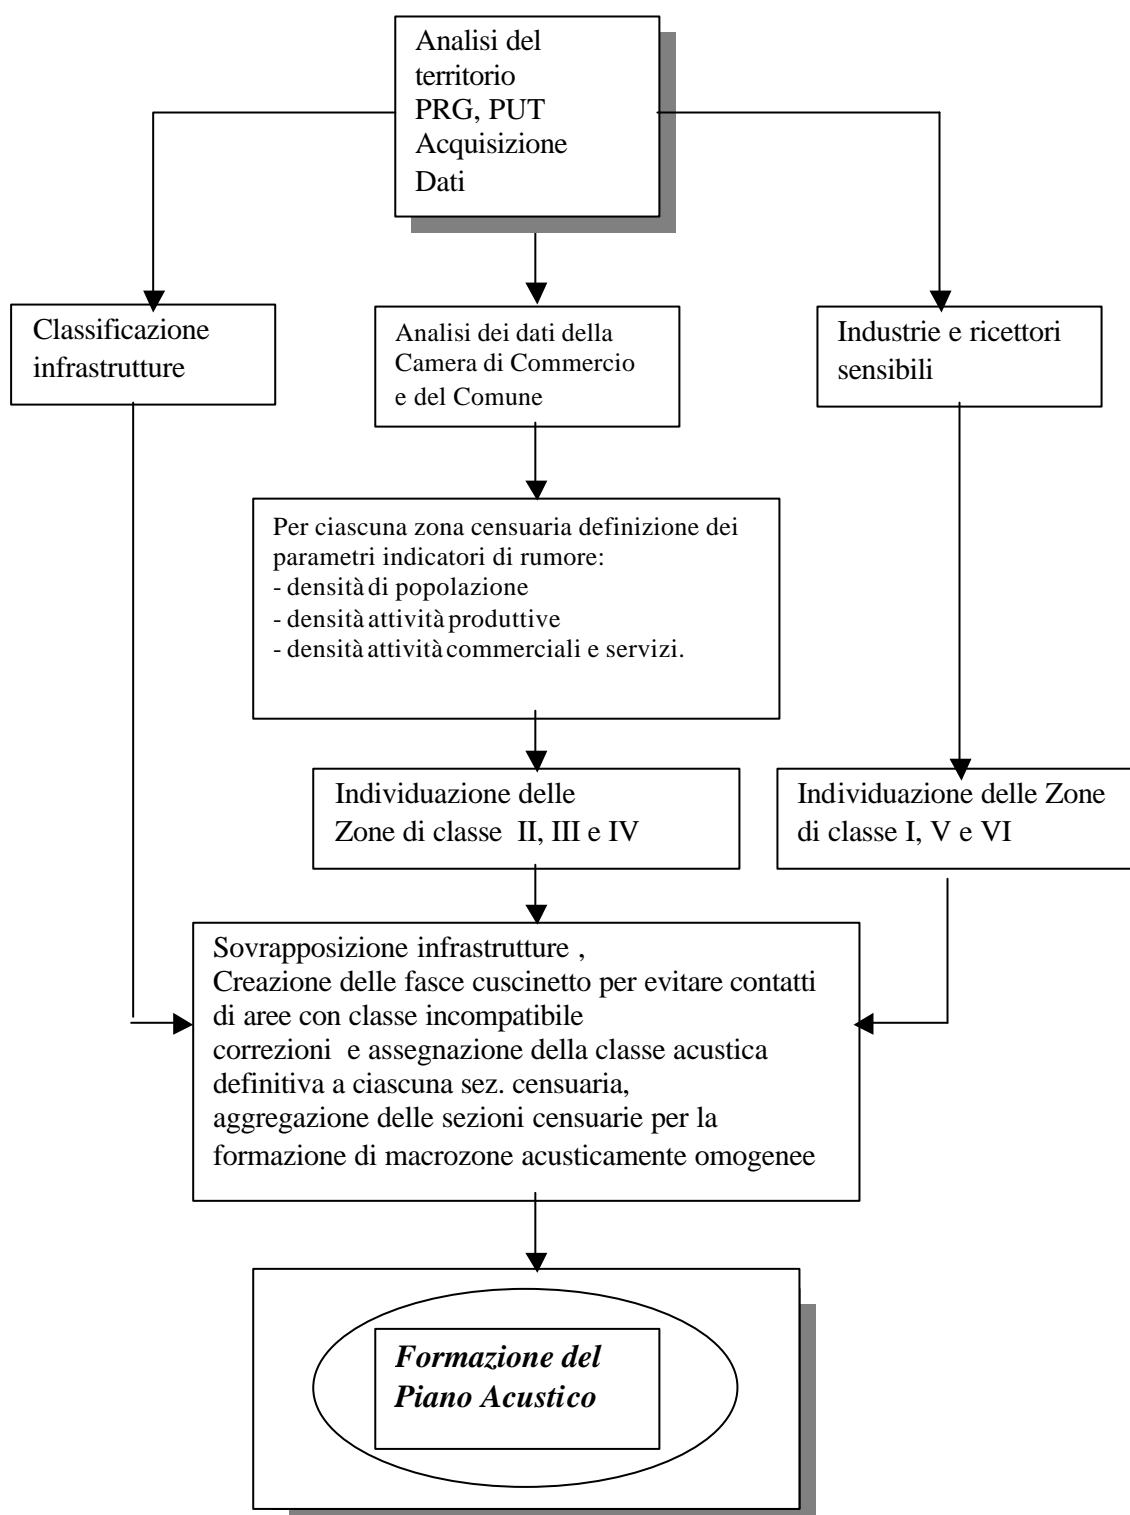 Analisi del
territorio
PRG, PUT
Acquisizione
Dati
Classificazione
infrastrutture
Analisi dei dati della
Camera di Commercio
e del Comune
Industrie e ricettori
sensibili
Per ciascuna zona censuaria definizione dei
parametri indicatori di rumore:
- densità di popolazione
- densità attività produttive
- densità attività commerciali e servizi.
Individuazione delle
Zone di classe II, III e IV
Individuazione delle Zone
di classe I, V e VI
Sovrapposizione infrastrutture ,
Creazione delle fasce cuscinetto per evitare contatti
di aree con classe incompatibile
correzioni e assegnazione della classe acustica
definitiva a ciascuna sez. censuaria,
aggregazione delle sezioni censuarie per la
formazione di macrozone acusticamente omogenee
Formazione del
Piano Acustico